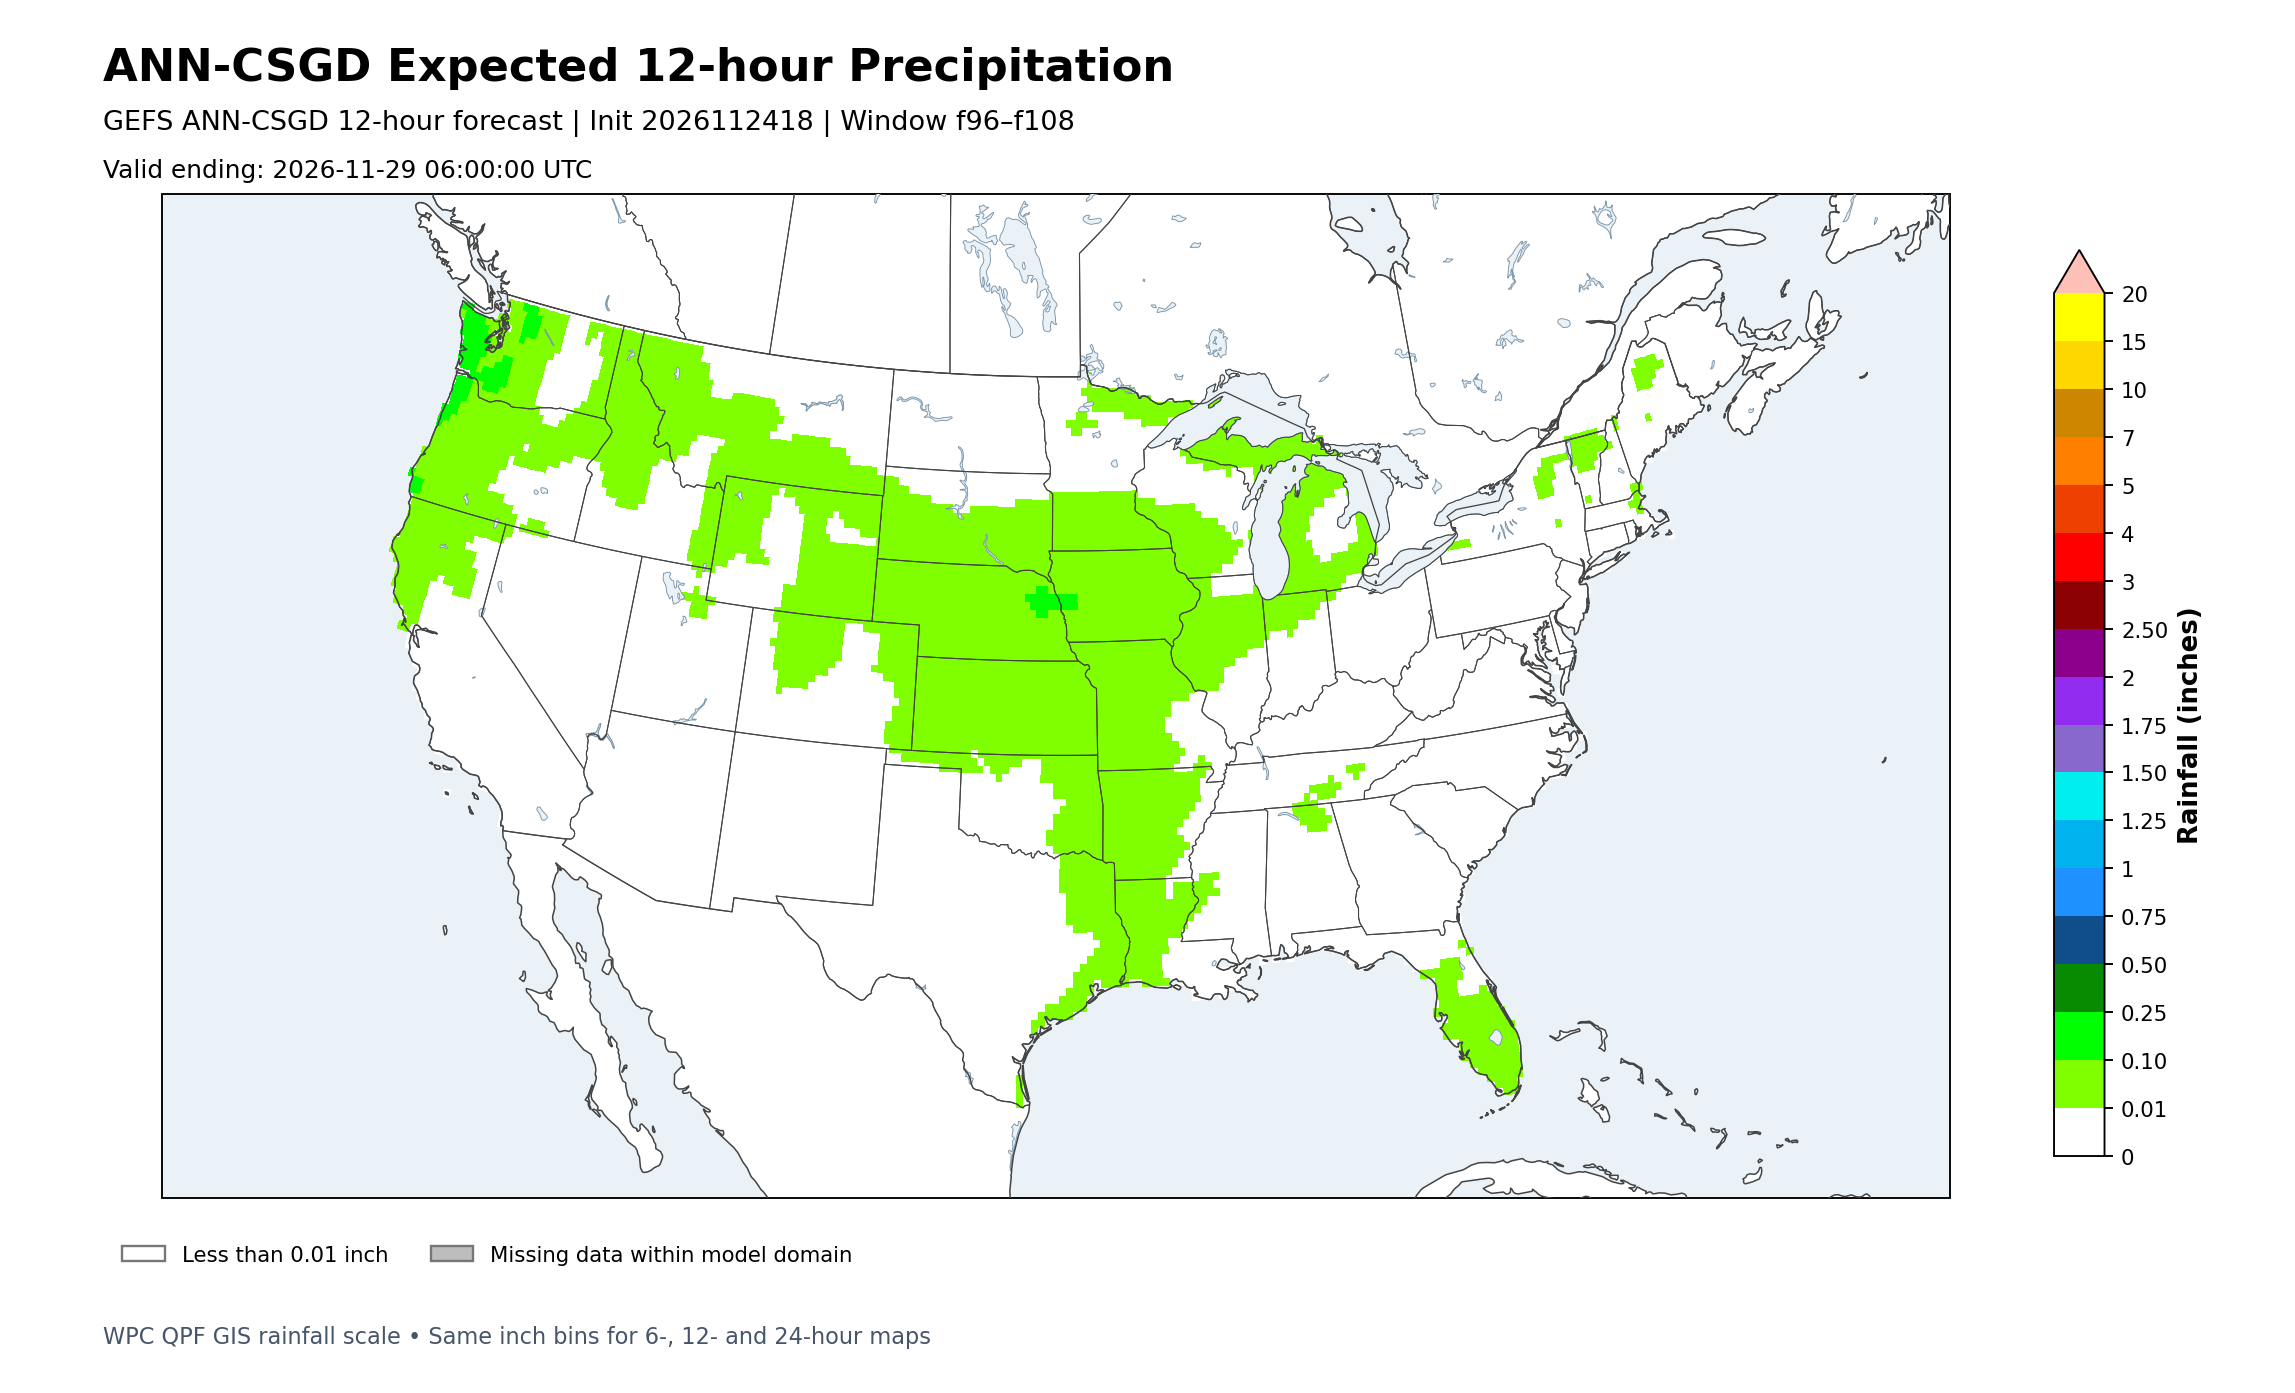 ANN-CSGD Expected 12-hour Precipitation
GEFS ANN-CSGD 12-hour forecast | Init 2026112418 | Window f96–f108
Valid ending: 2026-11-29 06:00:00 UTC
20
15
10
7
5
4
3
2.50
2
1.75
1.50
1.25
1
0.75
0.50
0.25
0.10
0.01
0
Rainfall (inches)
Less than 0.01 inch
Missing data within model domain
WPC QPF GIS rainfall scale • Same inch bins for 6-, 12- and 24-hour maps